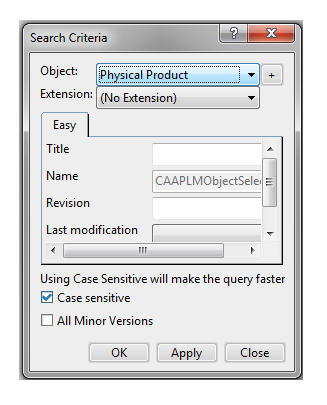 Search Criteria
Object: Physical Product +
Extension: (No Extension)
Easy
Title
Name CAAPLMObjectSele
Revision
Last modification
Using Case Sensitive will make the query faster
Case sensitive
All Minor Versions
OK Apply Close